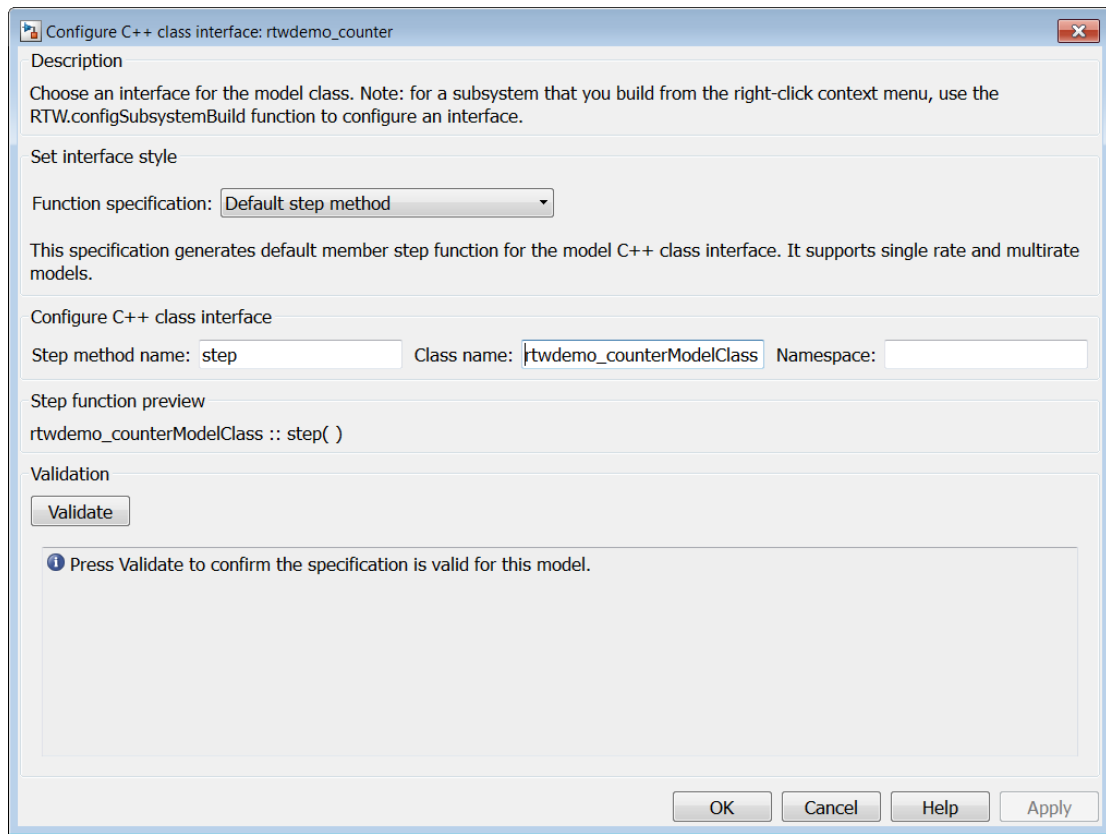 Configure C++ class interface: rtwdemo_counter
Description
Choose an interface for the model class. Note: for a subsystem that you build from the right-click context menu, use the
RTW.configSubsystemBuild function to configure an interface.
Set interface style
Function specification: Default step method
This specification generates default member step function for the model C++ class interface. It supports single rate and multirate
models.
Configure C++ class interface
Step method name: step Class name: rtwdemo_counterModelClass Namespace:
Step function preview
rtwdemo_counterModelClass :: step( )
Validation
Validate
Press Validate to confirm the specification is valid for this model.
OK Cancel Help Apply